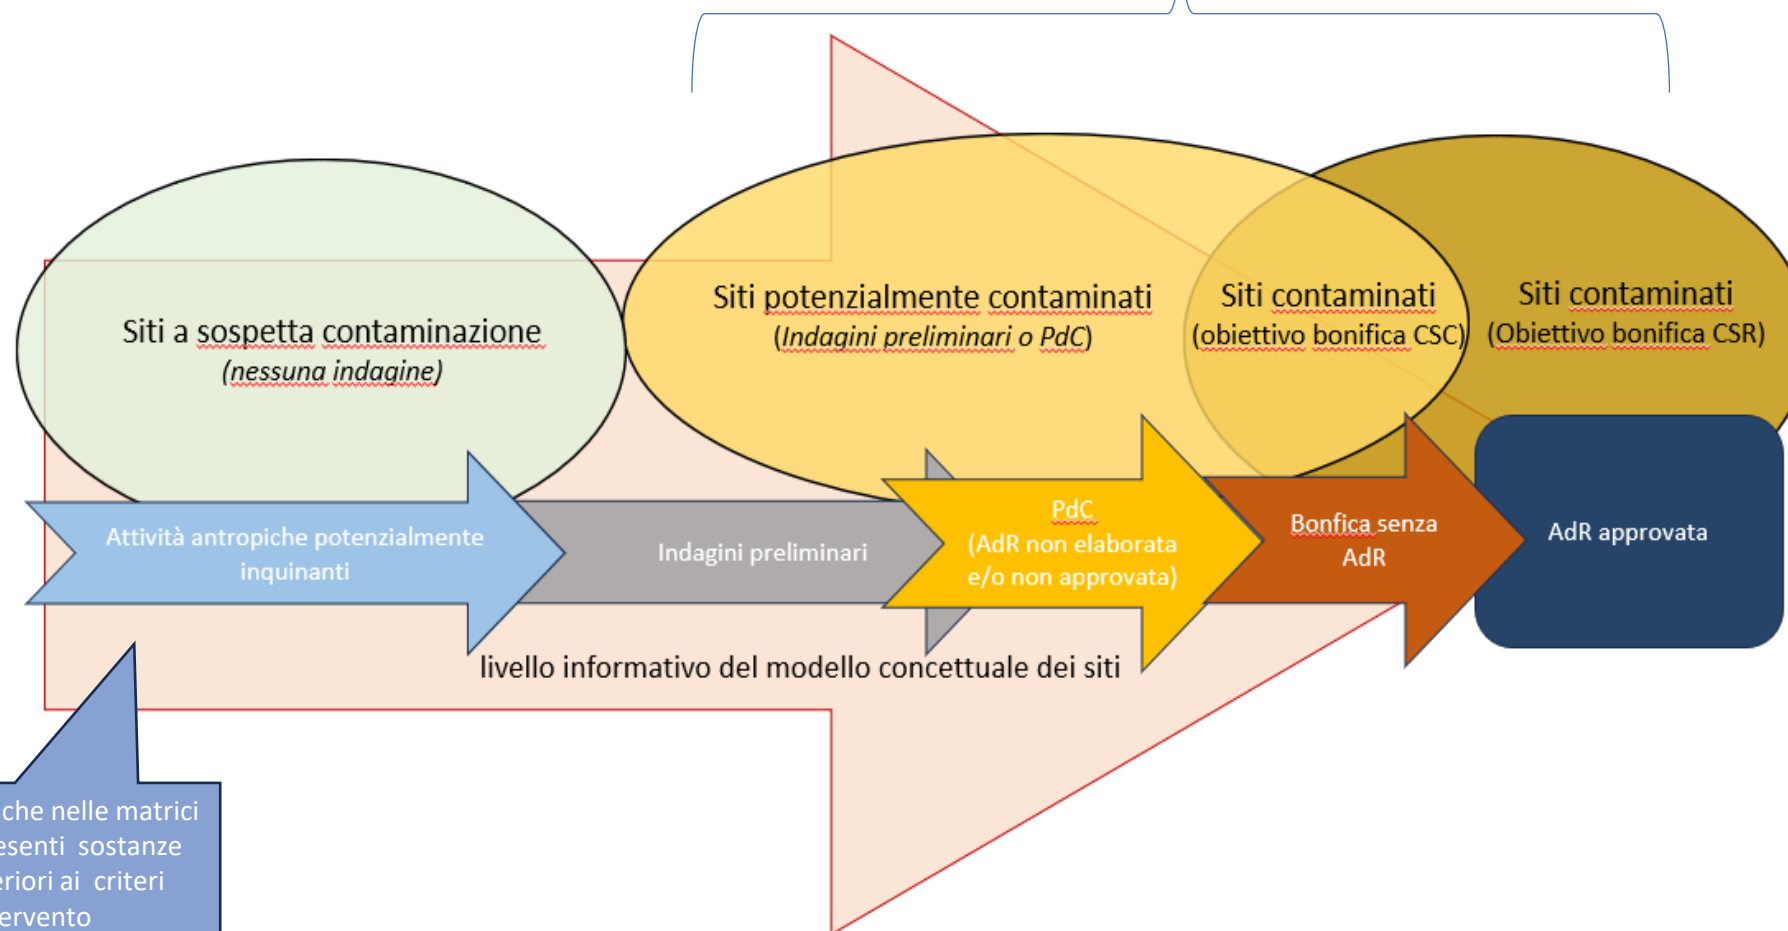 Siti a sospetta contaminazione
(nessuna indagine)
Siti potenzialmente contaminati
(Indagini preliminari o PdC)
Siti contaminati
(obiettivo bonifica CSC)
Siti contaminati
(Obiettivo bonifica CSR)
Attività antropiche potenzialmente
inquinanti
Indagini preliminari
PdC
(AdR non elaborata
e/o non approvata)
Bonfica senza
AdR
AdR approvata
livello informativo del modello concettuale dei siti
che nelle matrici
esenti sostanze
eriori ai criteri
ervento